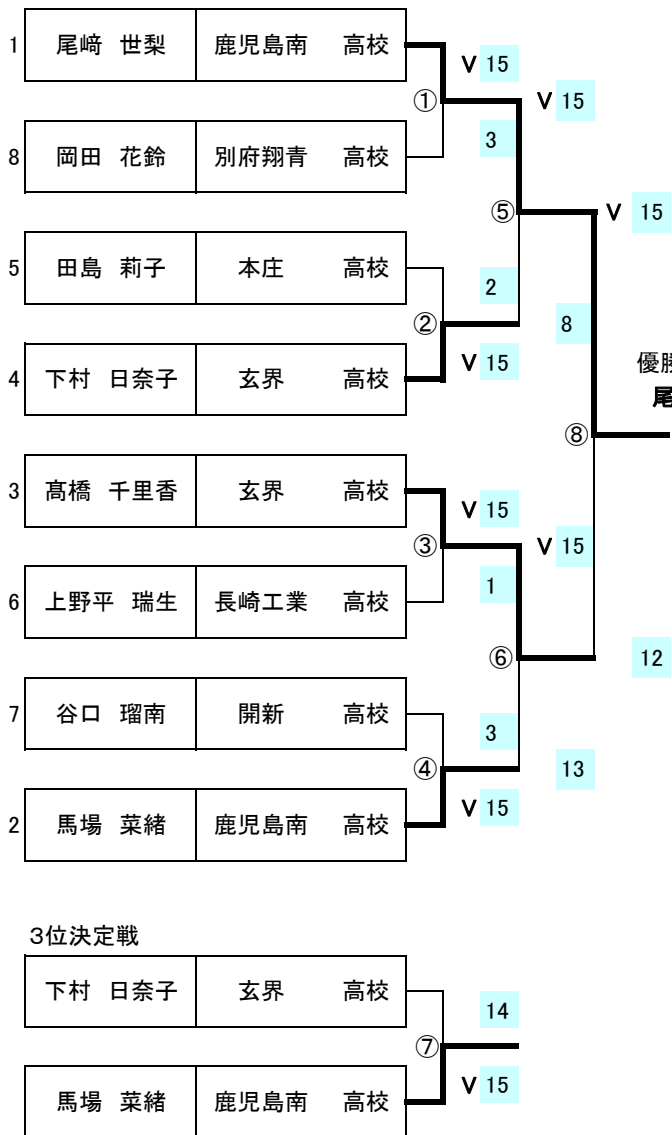 1 尾﨑 世梨 鹿児島南 高校
V 15
① V 15
3
8 岡田 花鈴 別府翔青 高校
⑤ V 15
5 田島 莉子 本庄 高校
2
② 8
V 15
4 下村 日奈子 玄界 高校
優勝
尾
⑧
3 髙橋 千里香 玄界 高校
V 15
③ V 15
1
6 上野平 瑞生 長崎工業 高校
⑥ 12
7 谷口 瑠南 開新 高校
3
④ 13
V 15
2 馬場 菜緒 鹿児島南 高校
3位決定戦
下村 日奈子 玄界 高校
14
⑦
V 15
馬場 菜緒 鹿児島南 高校